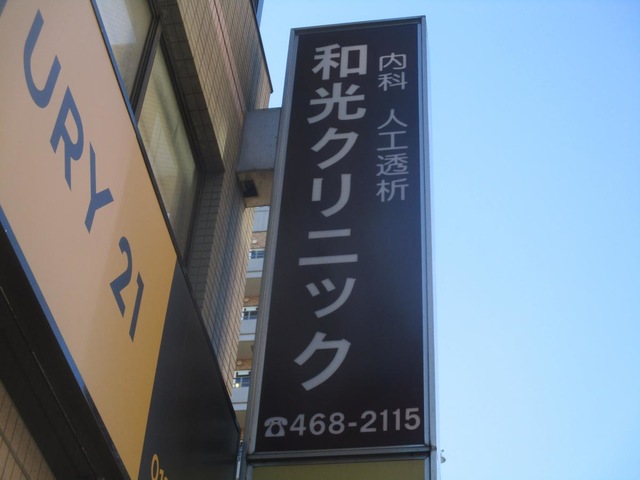 内科 人工透析
和光クリニック
☎468-2115
URY 21